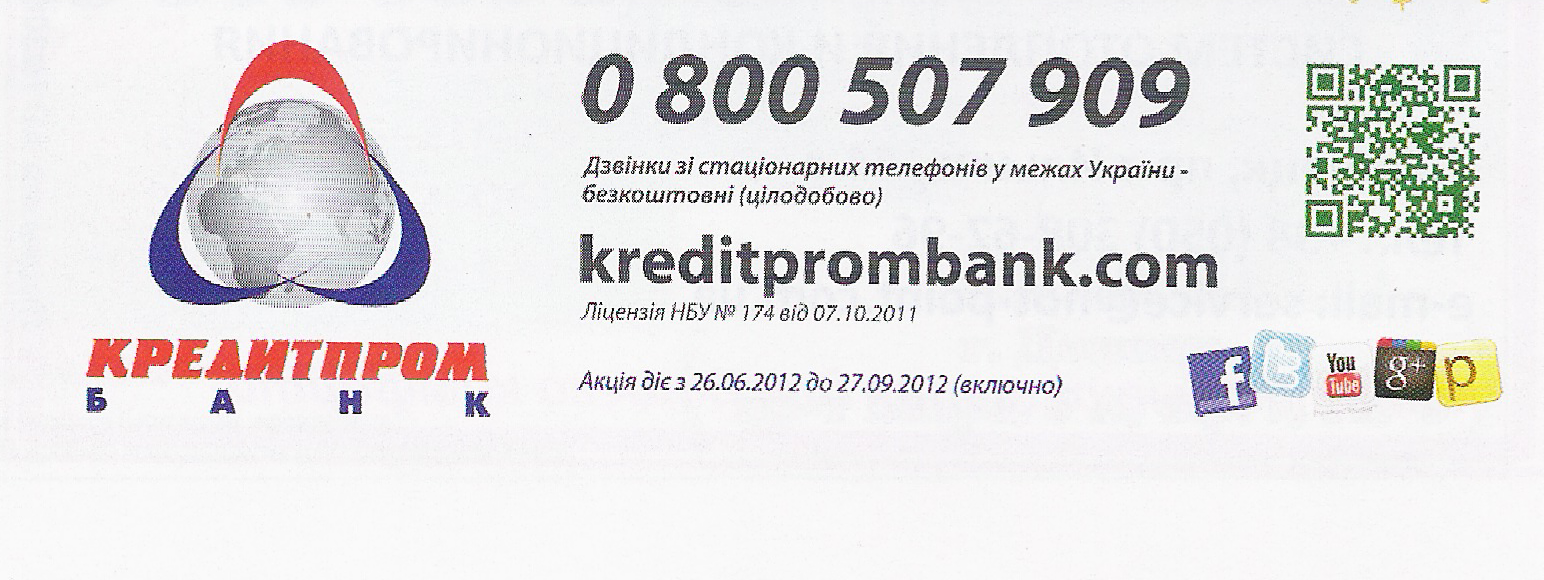 КРЕДИТПРОМ
БАНК
0 800 507 909
Дзвінки зі стаціонарних телефонів у межах України -
безкоштовні (цілодобово)
kreditprombank.com
Ліцензія НБУ № 174 від 07.10.2011
Акція діє з 26.06.2012 до 27.09.2012 (включно)
f t You Tube g+ p